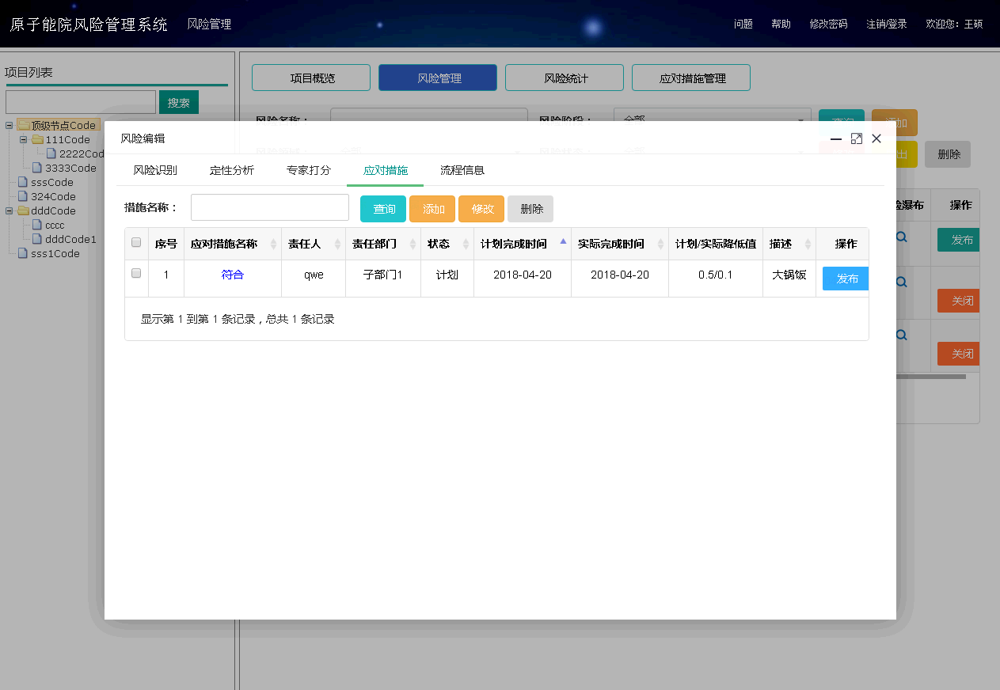 原子能院风险管理系统 风险管理 问题 帮助 修改密码 注销/登录 欢迎您：王硕
项目列表
搜索
顶级节点Code
111Code
2222Cod
3333Code
sssCode
324Code
dddCode
cccc
dddCode1
sss1Code
项目概览 风险管理 风险统计 应对措施管理
风险名称： 风险阶段： 全部 查询 添加
出 删除
险瀑布 操作
发布
关闭
关闭
风险编辑
风险识别 定性分析 专家打分 应对措施 流程信息
措施名称： 查询 添加 修改 删除
序号 应对措施名称 责任人 责任部门 状态 计划完成时间 实际完成时间 计划/实际降低值 描述 操作
1 符合 qwe 子部门1 计划 2018-04-20 2018-04-20 0.5/0.1 大锅饭 发布
显示第 1 到第 1 条记录，总共 1 条记录